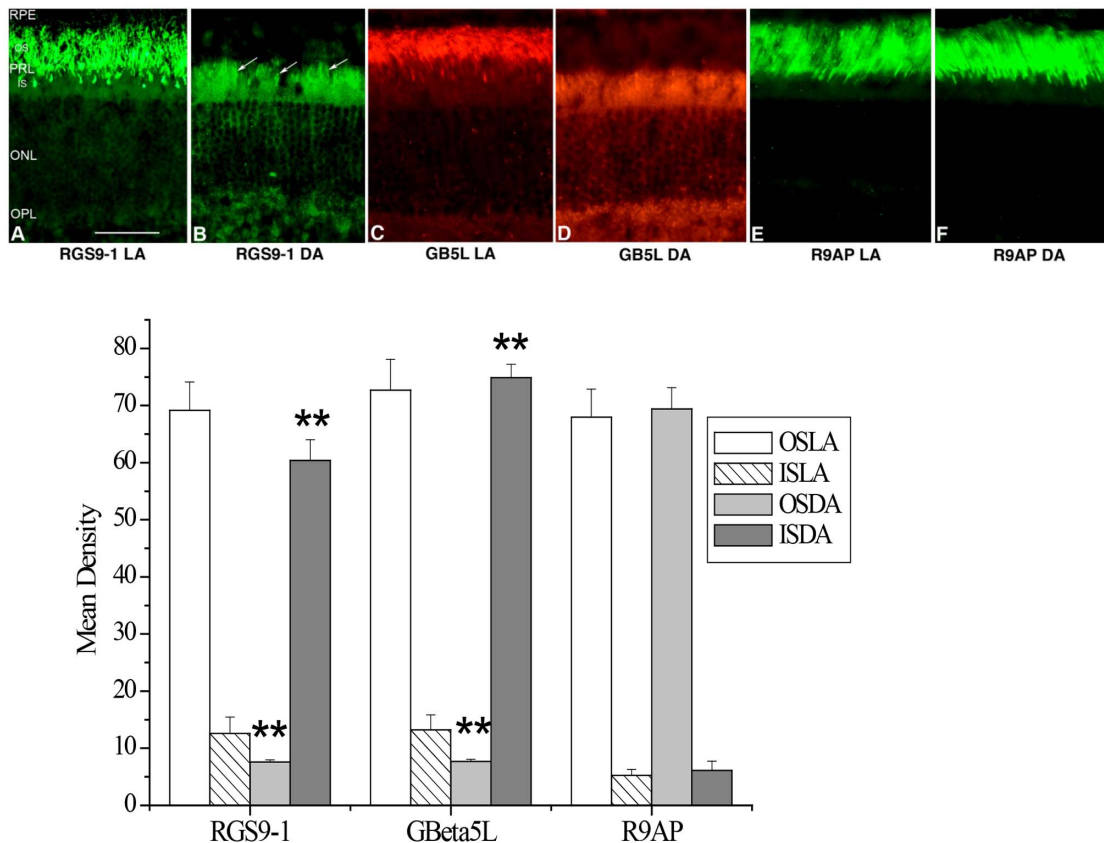 RPE
OS
PRL
IS
ONL
OPL
A
B
C
D
E
F
RGS9-1 LA
RGS9-1 DA
GB5L LA
GB5L DA
R9AP LA
R9AP DA
80
70
60
50
40
30
20
10
0
Mean Density
**
**
**
**
OSLA
ISLA
OSDA
ISDA
RGS9-1
GBeta5L
R9AP